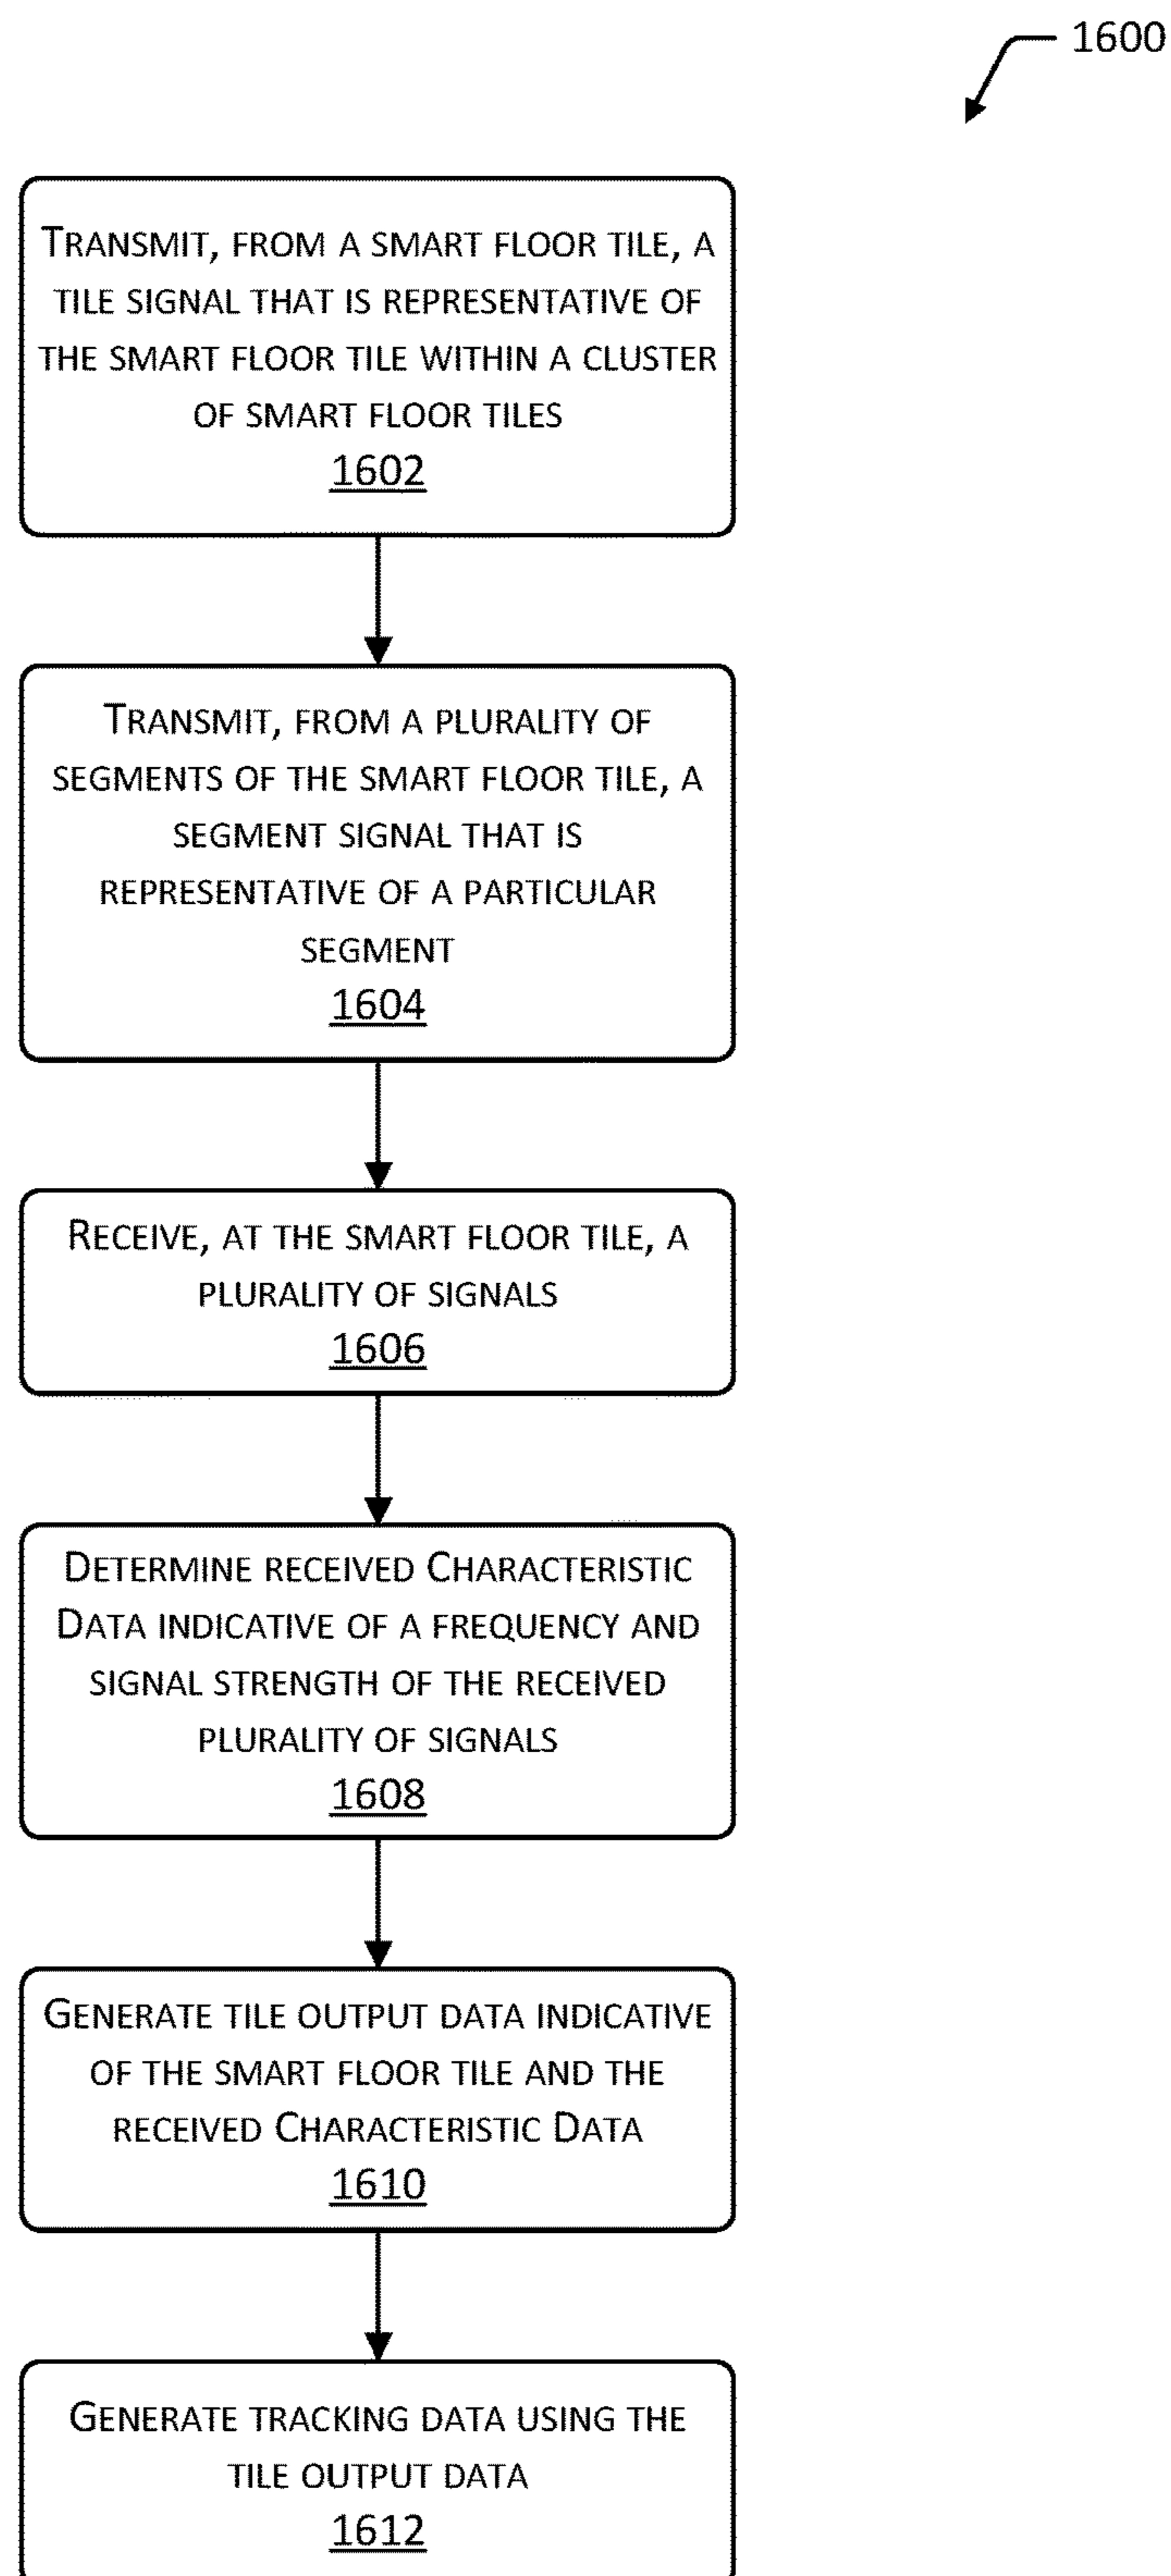 1600
TRANSMIT, FROM A SMART FLOOR TILE, A
TILE SIGNAL THAT IS REPRESENTATIVE OF
THE SMART FLOOR TILE WITHIN A CLUSTER
OF SMART FLOOR TILES
1602
TRANSMIT, FROM A PLURALITY OF
SEGMENTS OF THE SMART FLOOR TILE, A
SEGMENT SIGNAL THAT IS
REPRESENTATIVE OF A PARTICULAR
SEGMENT
1604
RECEIVE, AT THE SMART FLOOR TILE, A
PLURALITY OF SIGNALS
1606
DETERMINE RECEIVED CHARACTERISTIC
DATA INDICATIVE OF A FREQUENCY AND
SIGNAL STRENGTH OF THE RECEIVED
PLURALITY OF SIGNALS
1608
GENERATE TILE OUTPUT DATA INDICATIVE
OF THE SMART FLOOR TILE AND THE
RECEIVED CHARACTERISTIC DATA
1610
GENERATE TRACKING DATA USING THE
TILE OUTPUT DATA
1612